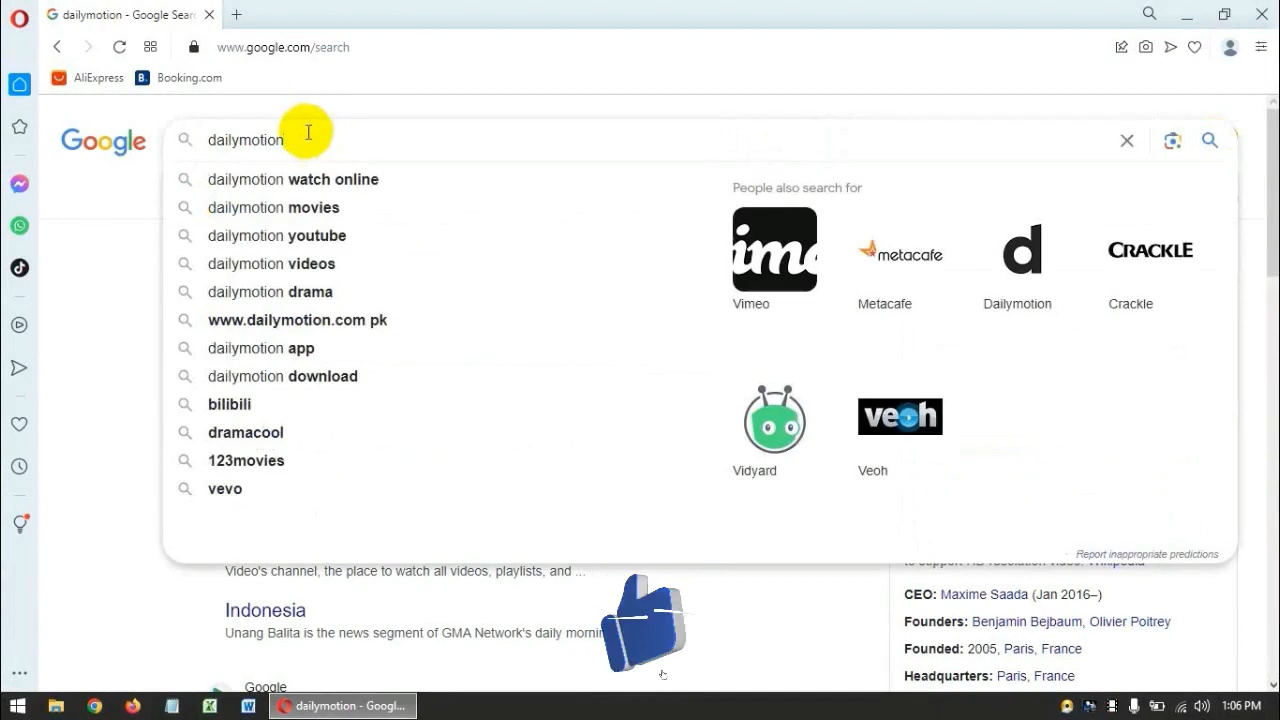 dailymotion - Google Sear
www.google.com/search
AliExpress
B.
Booking.com
Google
dailymotion
dailymotion watch online
dailymotion movies
dailymotion youtube
dailymotion videos
dailymotion drama
www.dailymotion.com pk
dailymotion app
dailymotion download
bilibili
dramacool
123movies
vevo
People also search for
metacafe
d
CRACKLE
Vimeo
Metacafe
Dailymotion
Crackle
veoh
Vidyard
Veoh
Report inappropriate predictions
Video's channel, the place to watch all videos, playlists, and ...
Indonesia
Unang Balita is the news segment of GMA Network's daily
Google
CEO: Maxime Saada (Jan 2016–)
Founders: Benjamin Bejbaum, Olivier Poitrey
Founded: 2005, Paris, France
Headquarters: Paris, France
dailymotion - Googl...
1:06 PM